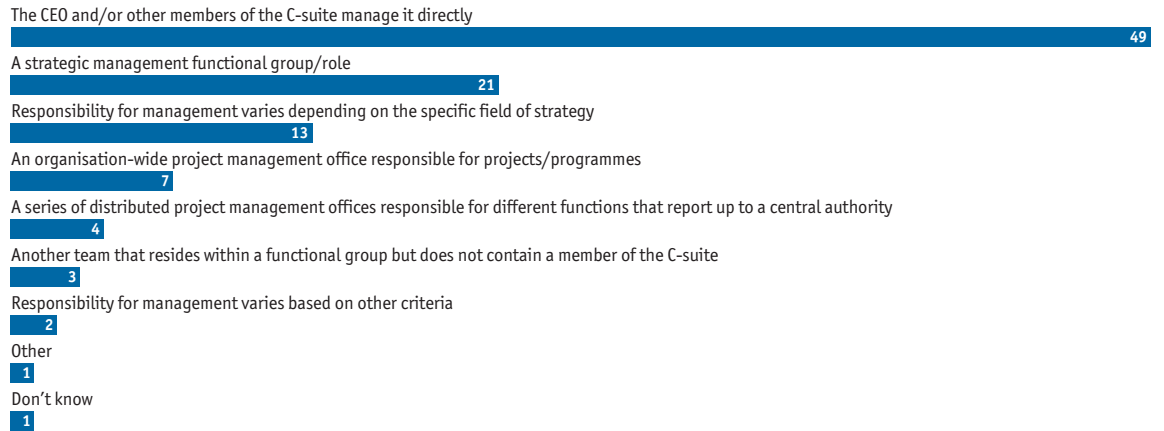 The CEO and/or other members of the C-suite manage it directly
49
A strategic management functional group/role
21
Responsibility for management varies depending on the specific field of strategy
13
An organisation-wide project management office responsible for projects/programmes
7
A series of distributed project management offices responsible for different functions that report up to a central authority
4
Another team that resides within a functional group but does not contain a member of the C-suite
3
Responsibility for management varies based on other criteria
2
Other
1
Don’t know
1